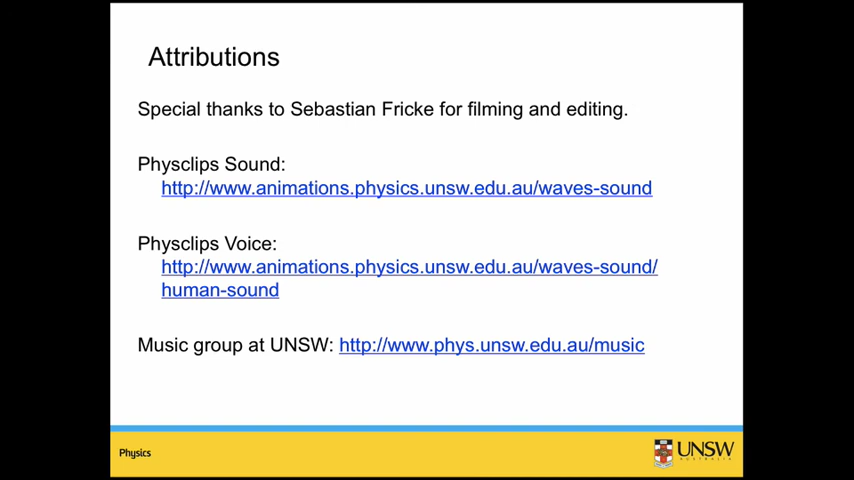 Attributions
Special thanks to Sebastian Fricke for filming and editing.
Physclips Sound:
http://www.animations.physics.unsw.edu.au/waves-sound
Physclips Voice:
http://www.animations.physics.unsw.edu.au/waves-sound/
human-sound
Music group at UNSW: http://www.phys.unsw.edu.au/music
Physics
UNSW
AUSTRALIA